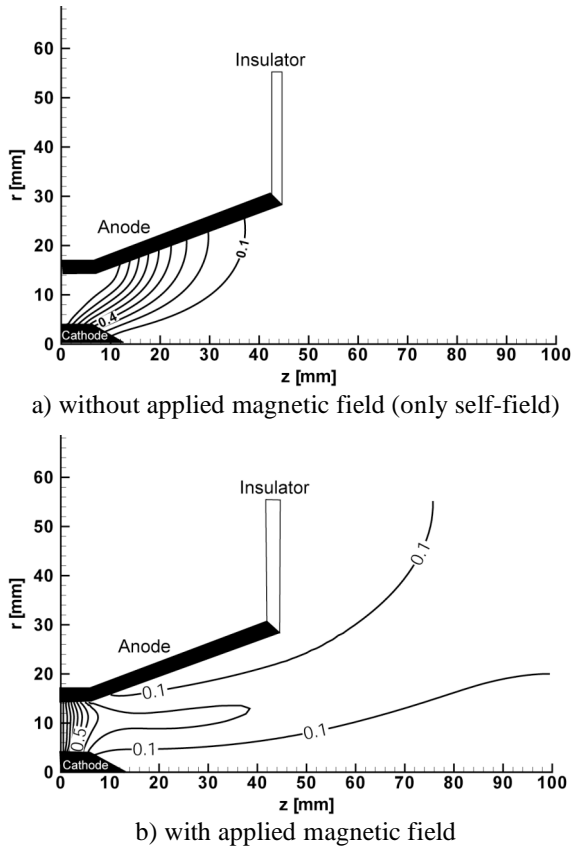 60
Insulator
50
40
r [mm]
30
Anode
20
0.1
10
0.4
Cathode
0
0 10 20 30 40 50 60 70 80 90 100
z [mm]
a) without applied magnetic field (only self-field)
60
Insulator
50
0.1
40
r [mm]
30
Anode
20
0.1
10
0.5
0.1
0.1
Cathode
0
0 10 20 30 40 50 60 70 80 90 100
z [mm]
b) with applied magnetic field